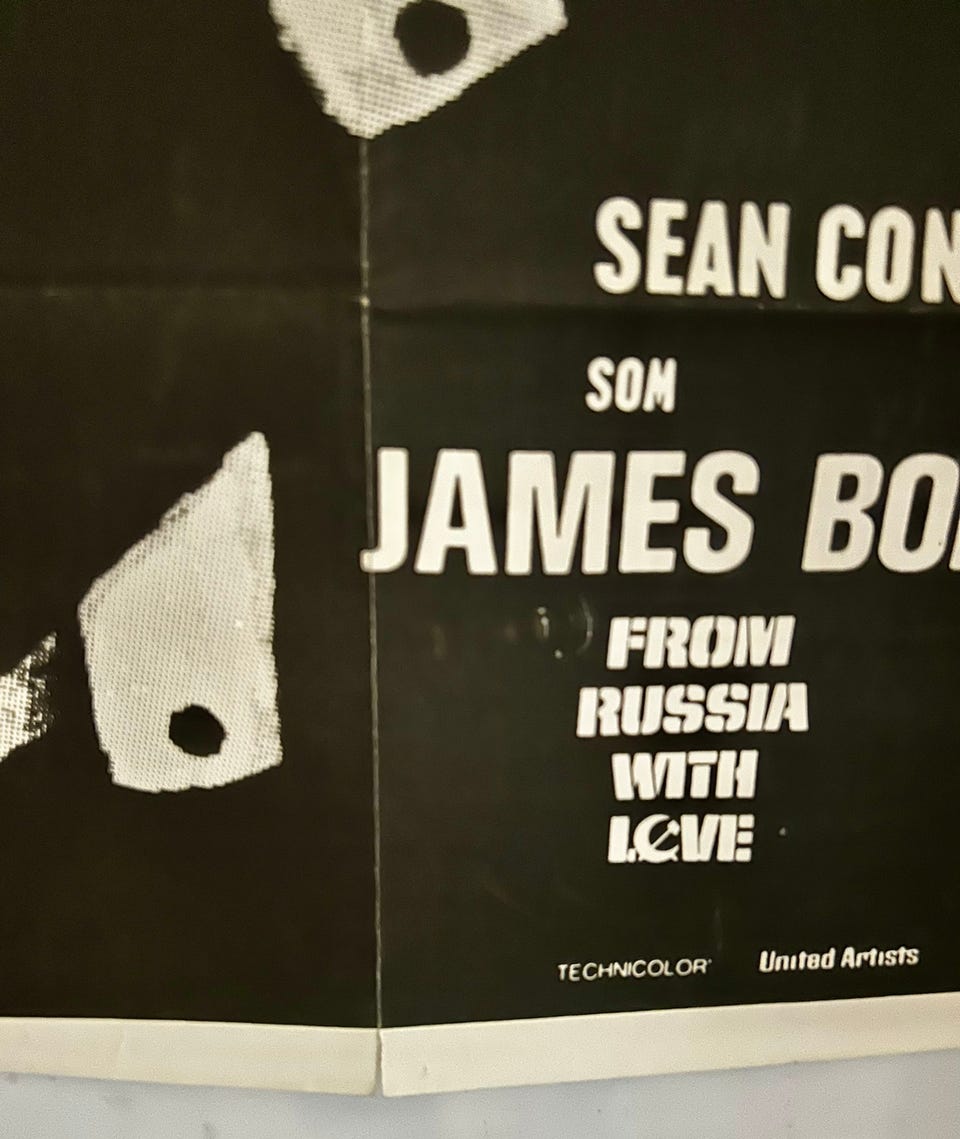 SEAN CON
SOM
JAMES BO
FROM
RUSSIA
WITH
LOVE
TECHNICOLOR
United Artists